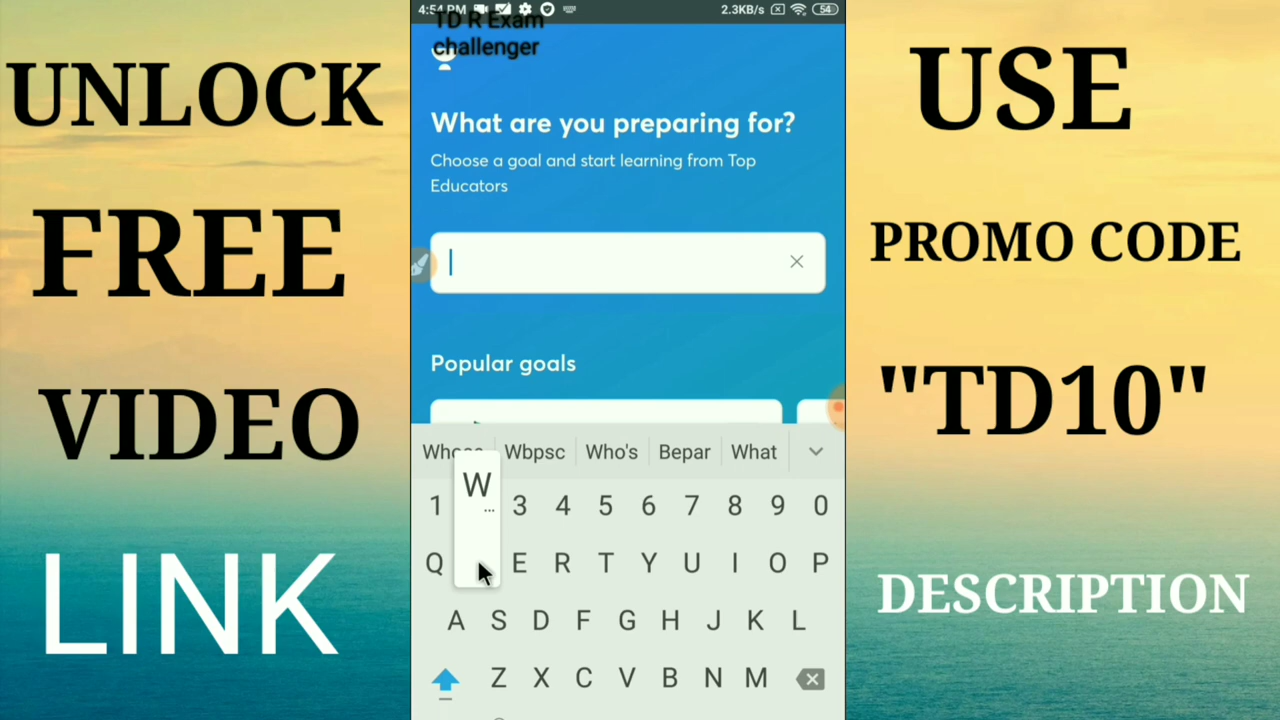 UNLOCK
FREE
VIDEO
LINK
4:54 PM
2.3KB/s
54
TD R Exam
challenger
What are you preparing for?
Choose a goal and start learning from Top
Educators
Popular goals
Wbpsc Who's Bepar What
W
1 3 4 5 6 7 8 9 0
Q E R T Y U I O P
A S D F G H J K L
Z X C V B N M
USE
PROMO CODE
"TD10"
DESCRIPTION